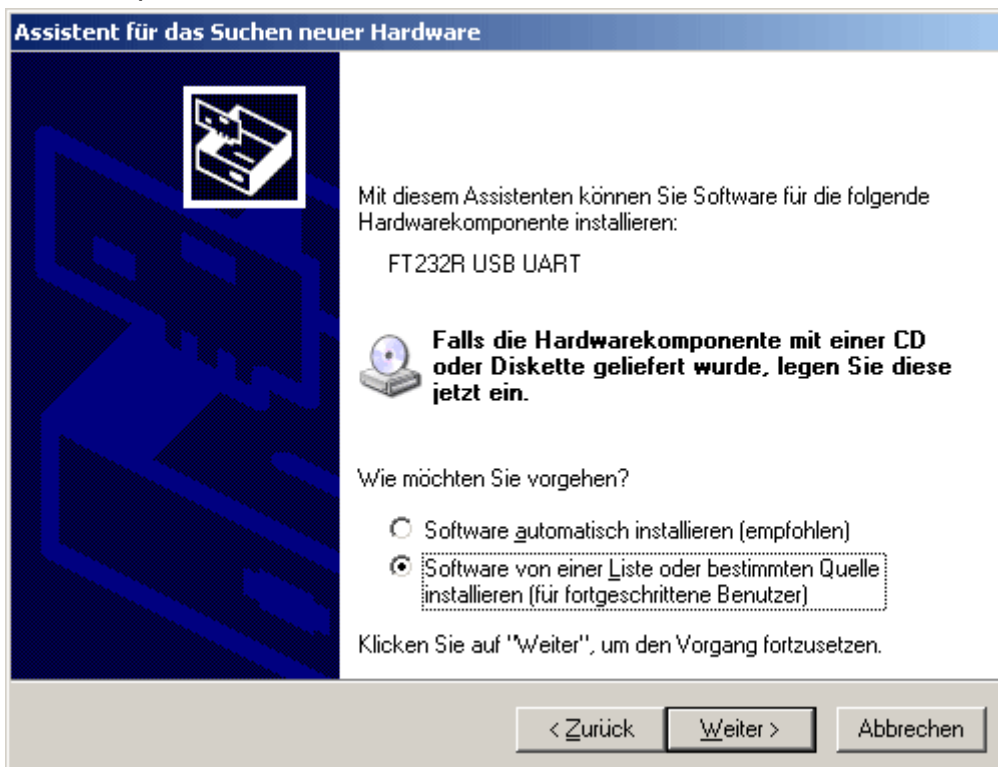 Assistent für das Suchen neuer Hardware
Mit diesem Assistenten können Sie Software für die folgende
Hardwarekomponente installieren:
FT232R USB UART
Falls die Hardwarekomponente mit einer CD
oder Diskette geliefert wurde, legen Sie diese
jetzt ein.
Wie möchten Sie vorgehen?
Software automatisch installieren (empfohlen)
Software von einer Liste oder bestimmten Quelle
installieren (für fortgeschrittene Benutzer)
Klicken Sie auf "Weiter", um den Vorgang fortzusetzen.
< Zurück Weiter > Abbrechen